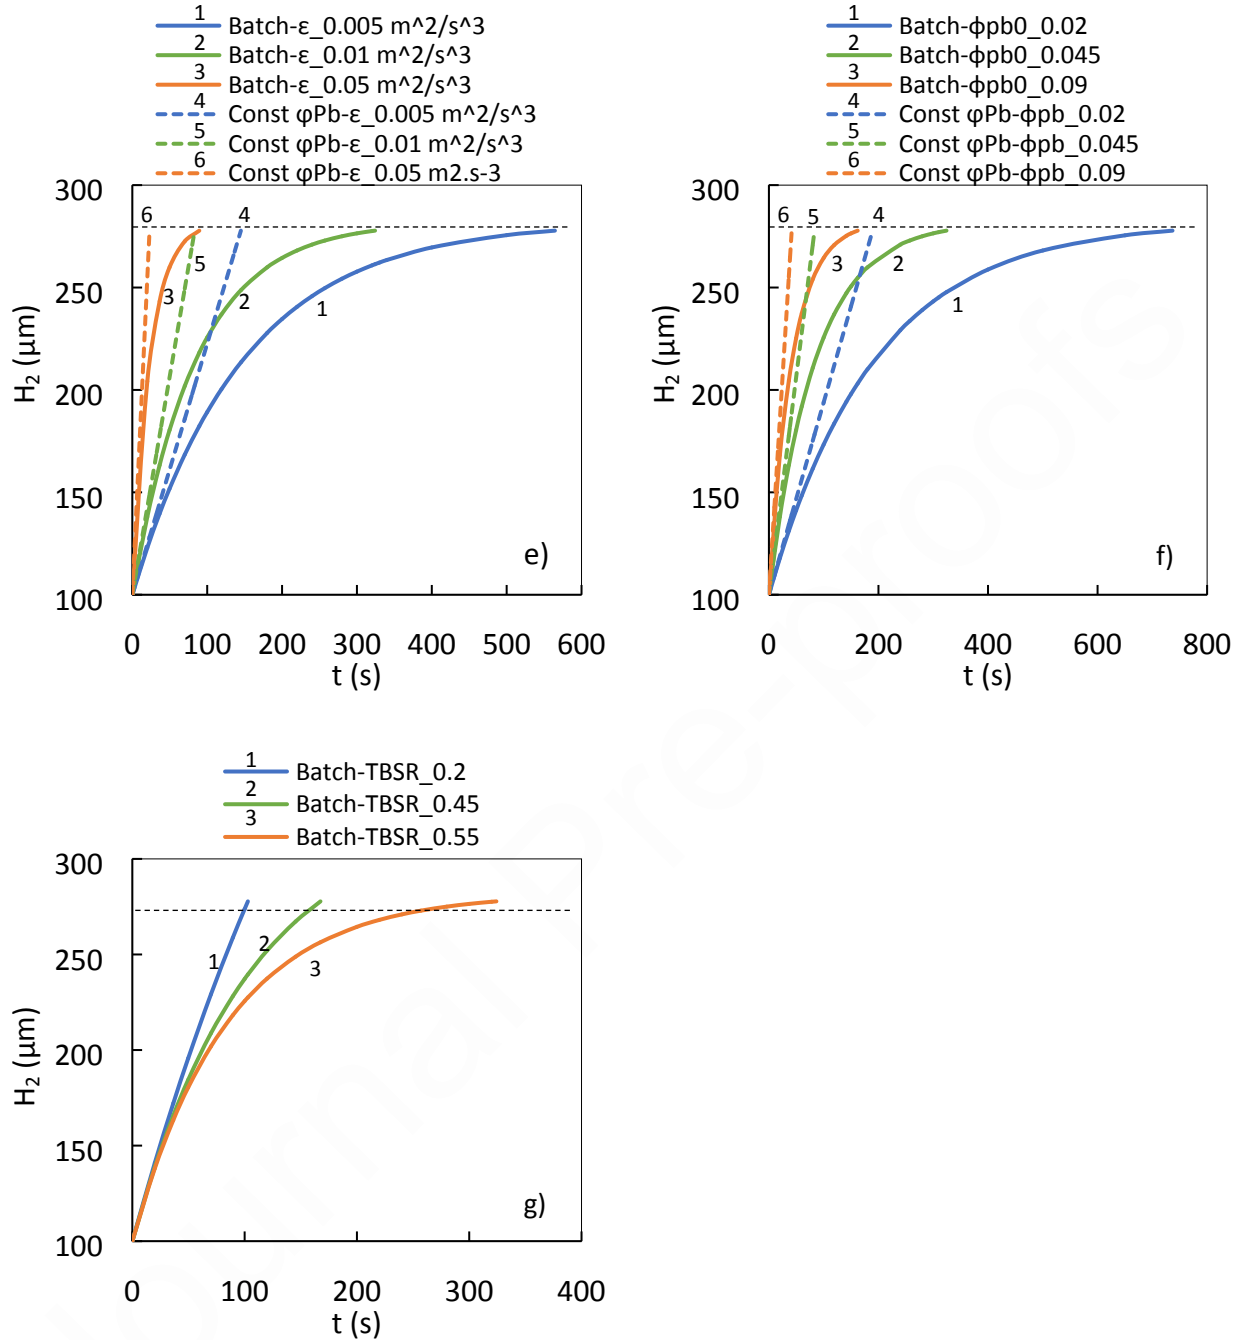 1
Batch-ε_0.005 m^2/s^3
2
Batch-ε_0.01 m^2/s^3
3
Batch-ε_0.05 m^2/s^3
4
Const φPb-ε_0.005 m^2/s^3
5
Const φPb-ε_0.01 m^2/s^3
6
Const φPb-ε_0.05 m2.s-3
300
250
200
150
100
H₂ (µm)
6
4
3
5
2
1
e)
0 100 200 300 400 500 600
t (s)
1
Batch-ϕpb0_0.02
2
Batch-ϕpb0_0.045
3
Batch-ϕpb0_0.09
4
Const φPb-ϕpb_0.02
5
Const φPb-ϕpb_0.045
6
Const φPb-ϕpb_0.09
300
250
200
150
100
H₂ (µm)
6 5 4
3 2
1
f)
0 200 400 600 800
t (s)
1
Batch-TBSR_0.2
2
Batch-TBSR_0.45
3
Batch-TBSR_0.55
300
250
200
150
100
H₂ (µm)
1 2 3
g)
0 100 200 300 400
t (s)
Journal Pre-proofs